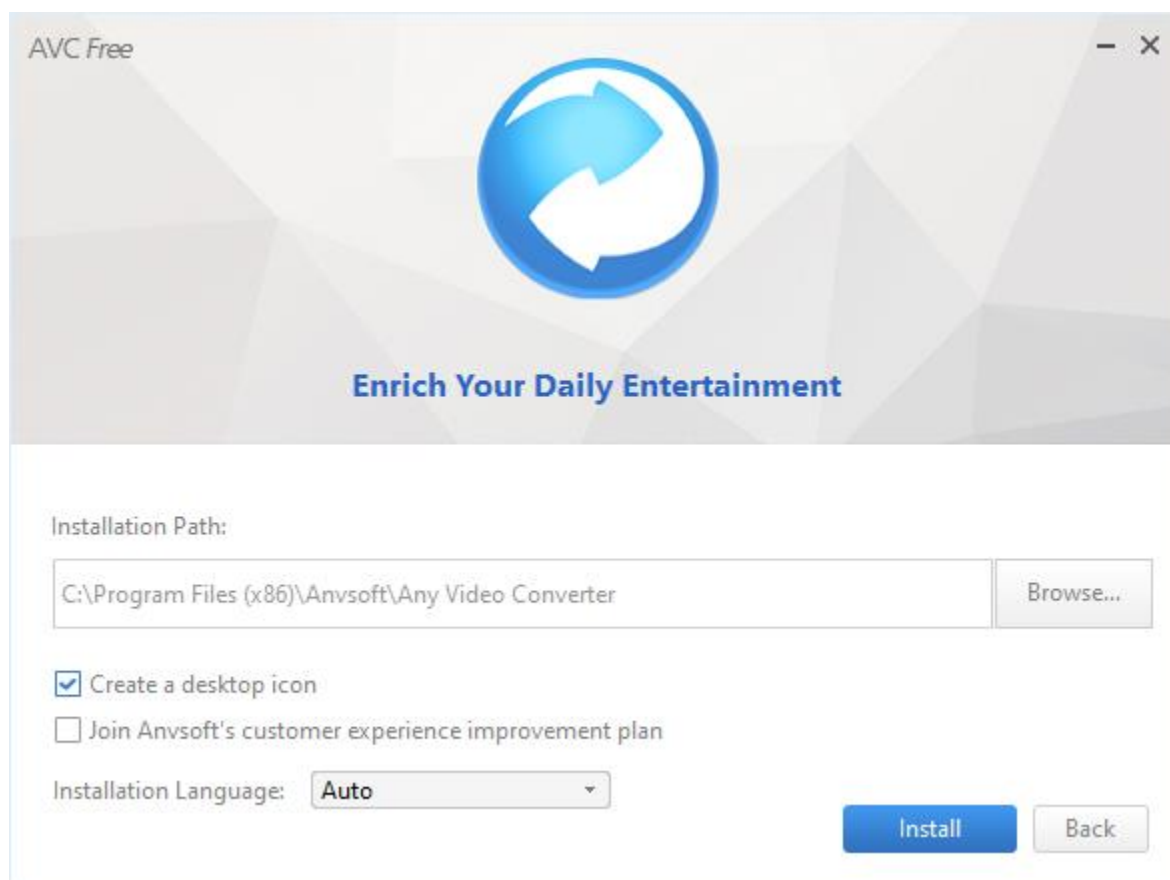 AVC Free
Enrich Your Daily Entertainment
Installation Path:
C:\Program Files (x86)\Anvsoft\Any Video Converter
Browse...
Create a desktop icon
Join Anvsoft's customer experience improvement plan
Installation Language: Auto
Install Back